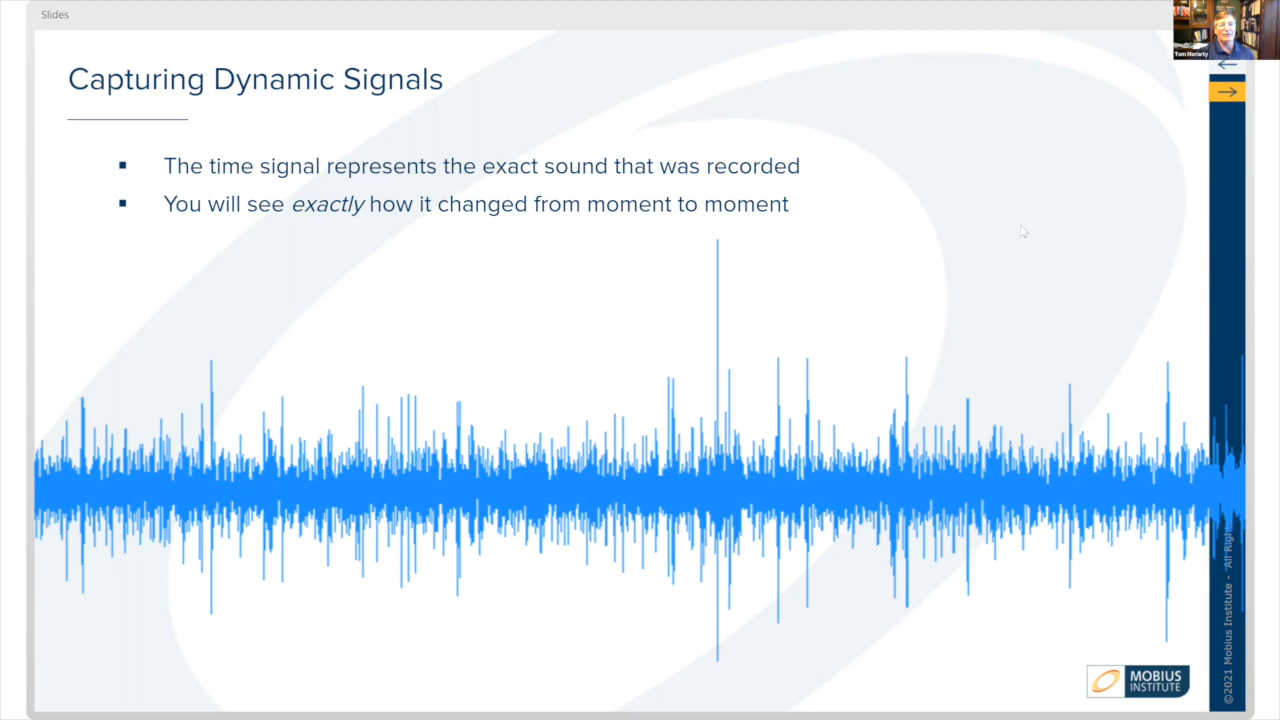 Slides
Tom Moriarty
Capturing Dynamic Signals
The time signal represents the exact sound that was recorded
You will see exactly how it changed from moment to moment
MOBIUS
INSTITUTE
©2021 Mobius Institute - All Righ